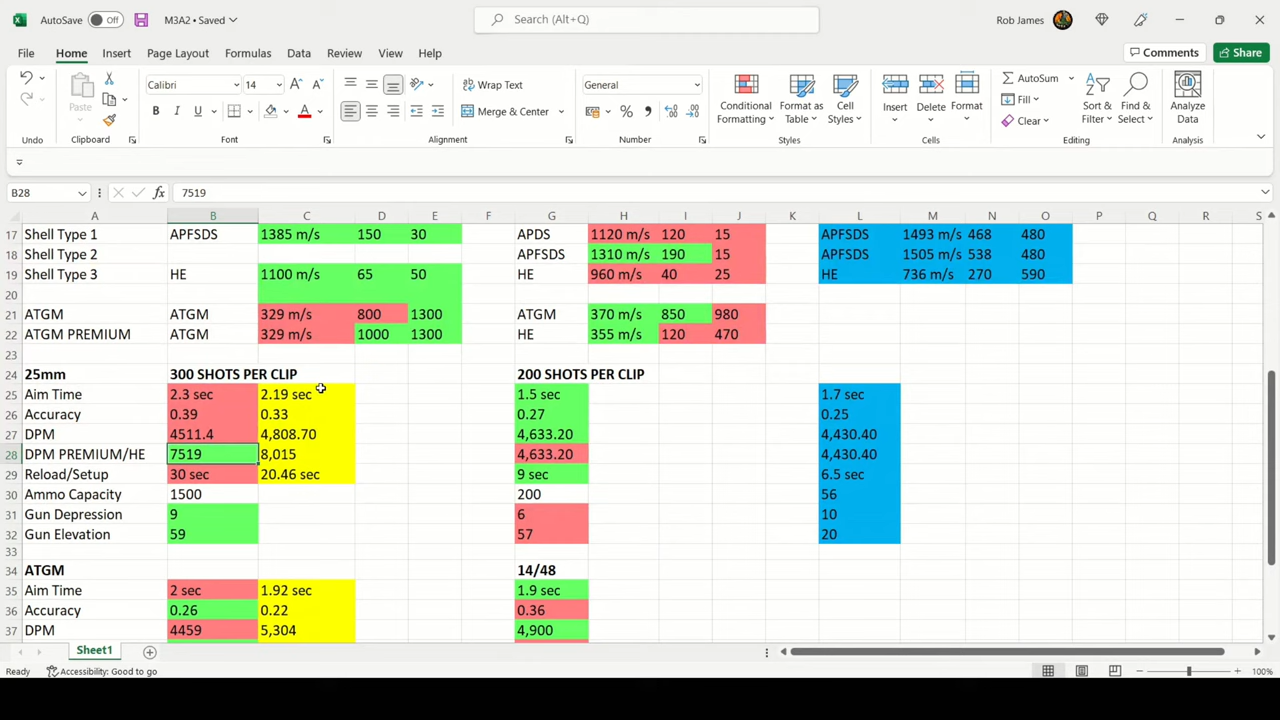 AutoSave Off M3A2 • Saved Search (Alt+Q) Rob James
File Home Insert Page Layout Formulas Data Review View Help Comments Share
Undo Paste Clipboard
Calibri 14 A A B I U A Font
Wrap Text Merge & Center Alignment
General $ % 9 Number
Conditional Formatting Format as Table Cell Styles Styles
Insert Delete Format Cells
AutoSum Fill Clear Sort & Filter Find & Select Editing
Analyze Data Analysis
B28 fx 7519
A B C D E F G H I J K L M N O P Q R S
17 Shell Type 1 APFSDS 1385 m/s 150 30 APDS 1120 m/s 120 15 APFSDS 1493 m/s 468 480
18 Shell Type 2 APFSDS 1310 m/s 190 15 APFSDS 1505 m/s 538 480
19 Shell Type 3 HE 1100 m/s 65 50 HE 960 m/s 40 25 HE 736 m/s 270 590
20
21 ATGM ATGM 329 m/s 800 1300 ATGM 370 m/s 850 980
22 ATGM PREMIUM ATGM 329 m/s 1000 1300 HE 355 m/s 120 470
23
24 25mm 300 SHOTS PER CLIP 200 SHOTS PER CLIP
25 Aim Time 2.3 sec 2.19 sec 1.5 sec 1.7 sec
26 Accuracy 0.39 0.33 0.27 0.25
27 DPM 4511.4 4,808.70 4,633.20 4,430.40
28 DPM PREMIUM/HE 7519 8,015 4,633.20 4,430.40
29 Reload/Setup 30 sec 20.46 sec 9 sec 6.5 sec
30 Ammo Capacity 1500 200 56
31 Gun Depression 9 6 10
32 Gun Elevation 59 57 20
33
34 ATGM 14/48
35 Aim Time 2 sec 1.92 sec 1.9 sec
36 Accuracy 0.26 0.22 0.36
37 DPM 4459 5,304 4,900
Sheet1
Ready Accessibility: Good to go 100%